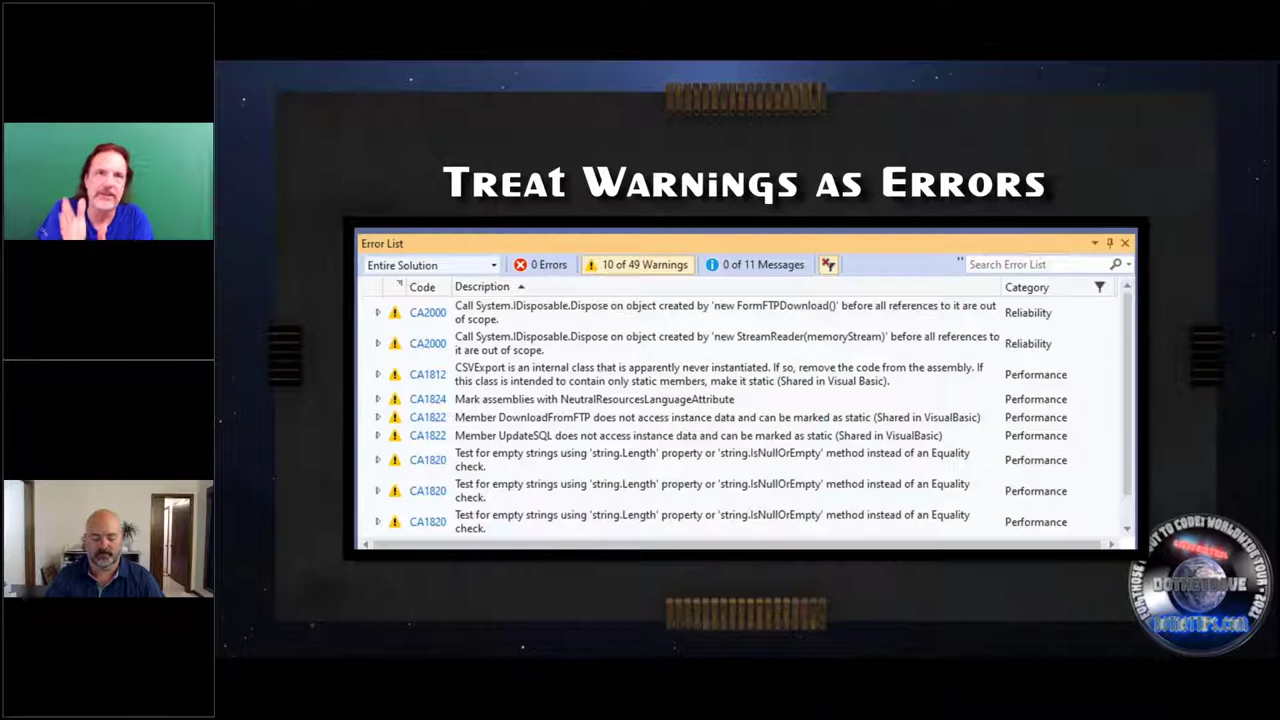 Treat Warnings as Errors
Error List
Entire Solution 0 Errors 10 of 49 Warnings 0 of 11 Messages Search Error List
Code Description Category
CA2000 Call System.IDisposable.Dispose on object created by 'new FormFTPDownload()' before all references to it are out
of scope. Reliability
CA2000 Call System.IDisposable.Dispose on object created by 'new StreamReader(memoryStream)' before all references to
it are out of scope. Reliability
CA1812 CSVExport is an internal class that is apparently never instantiated. If so, remove the code from the assembly. If
this class is intended to contain only static members, make it static (Shared in Visual Basic). Performance
CA1824 Mark assemblies with NeutralResourcesLanguageAttribute Performance
CA1822 Member DownloadFromFTP does not access instance data and can be marked as static (Shared in VisualBasic) Performance
CA1822 Member UpdateSQL does not access instance data and can be marked as static (Shared in VisualBasic) Performance
CA1820 Test for empty strings using 'string.Length' property or 'string.IsNullOrEmpty' method instead of an Equality
check. Performance
CA1820 Test for empty strings using 'string.Length' property or 'string.IsNullOrEmpty' method instead of an Equality
check. Performance
CA1820 Test for empty strings using 'string.Length' property or 'string.IsNullOrEmpty' method instead of an Equality
check. Performance
TO CODE! WORLDWIDE TOUR
DOTNETDAVE
DOTNETTIPS.COM